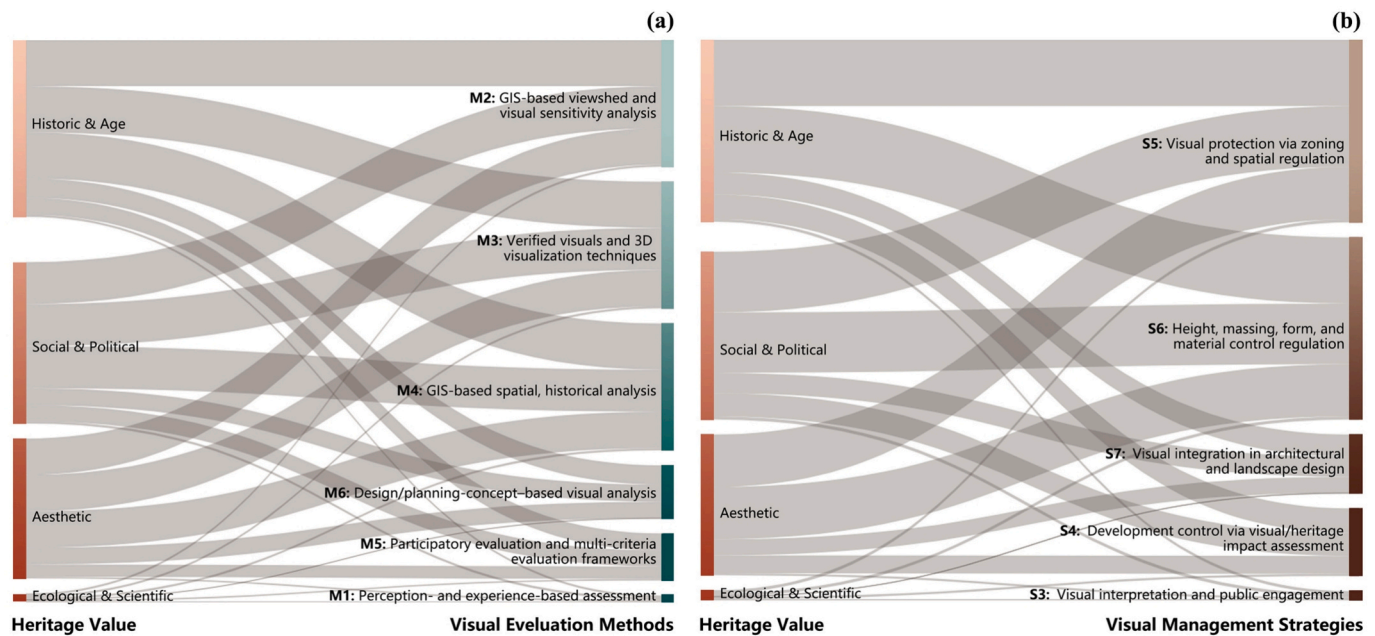 (a)
Historic & Age
M2: GIS-based viewshed and
visual sensitivity analysis
M3: Verified visuals and 3D
visualization techniques
Social & Political
M4: GIS-based spatial, historical analysis
M6: Design/planning-concept–based visual analysis
Aesthetic
M5: Participatory evaluation and multi-criteria
evaluation frameworks
Ecological & Scientific
M1: Perception- and experience-based assessment
Heritage Value
Visual Evaluation Methods
(b)
Historic & Age
S5: Visual protection via zoning
and spatial regulation
S6: Height, massing, form, and
material control regulation
Social & Political
S7: Visual integration in architectural
and landscape design
Aesthetic
S4: Development control via visual/heritage
impact assessment
Ecological & Scientific
S3: Visual interpretation and public engagement
Heritage Value
Visual Management Strategies